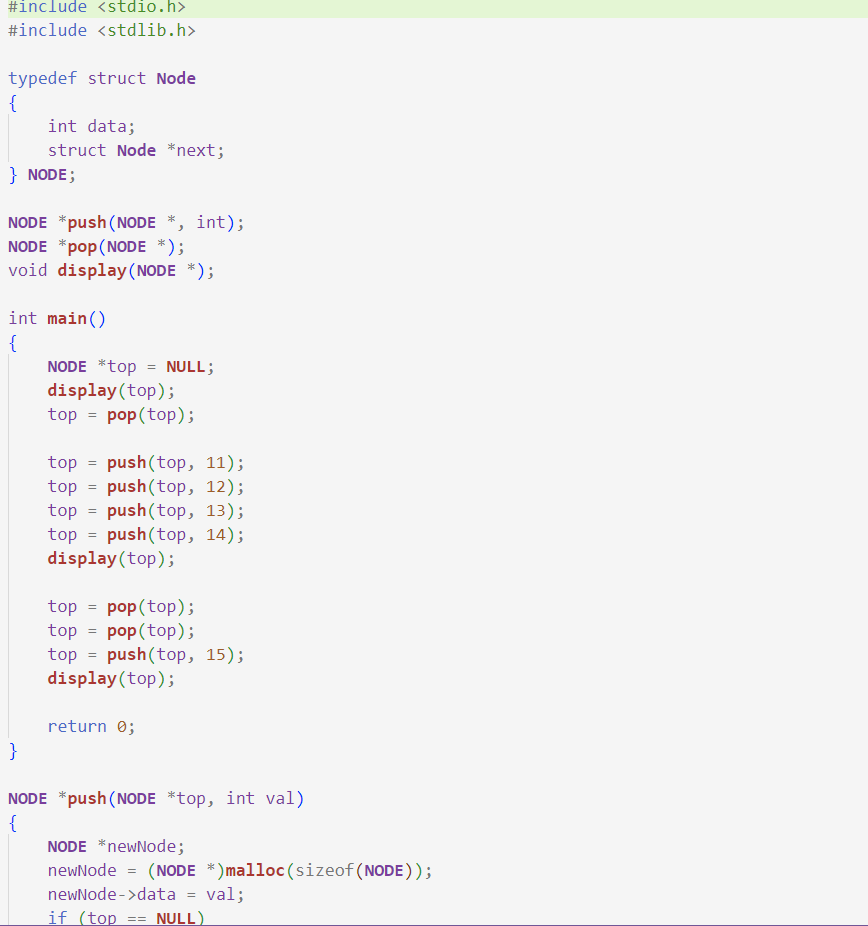 #include <stdio.h>
#include <stdlib.h>
typedef struct Node
{
    int data;
    struct Node *next;
} NODE;
NODE *push(NODE *, int);
NODE *pop(NODE *);
void display(NODE *);
int main()
{
    NODE *top = NULL;
    display(top);
    top = pop(top);
    top = push(top, 11);
    top = push(top, 12);
    top = push(top, 13);
    top = push(top, 14);
    display(top);
    top = pop(top);
    top = pop(top);
    top = push(top, 15);
    display(top);
    return 0;
}
NODE *push(NODE *top, int val)
{
    NODE *newNode;
    newNode = (NODE *)malloc(sizeof(NODE));
    newNode->data = val;
    if (top == NULL)